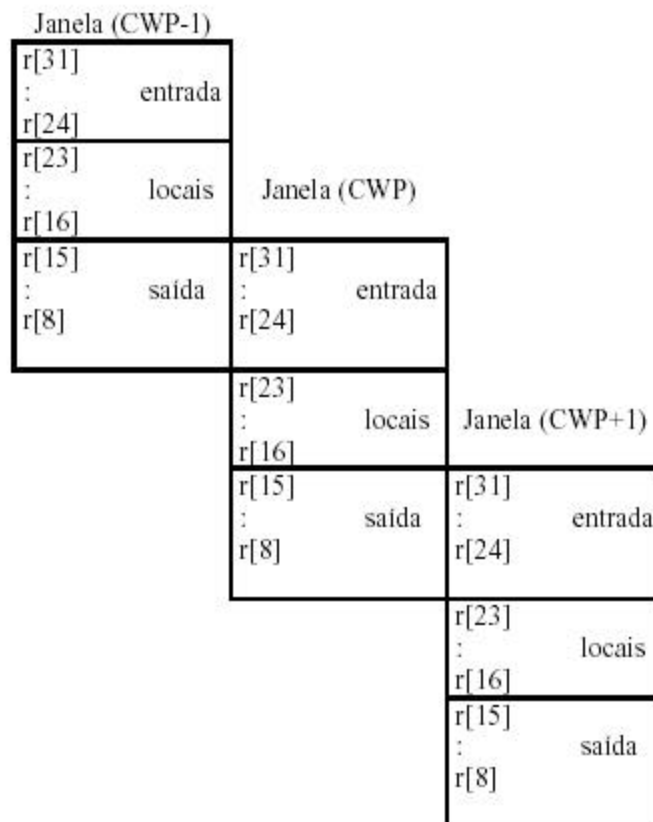 Janela (CWP-1)
r[31]
: entrada
r[24]
r[23]
: locais
r[16]
r[15]
: saída
r[8]
Janela (CWP)
r[31]
: entrada
r[24]
r[23]
: locais
r[16]
r[15]
: saída
r[8]
Janela (CWP+1)
r[31]
: entrada
r[24]
r[23]
: locais
r[16]
r[15]
: saída
r[8]